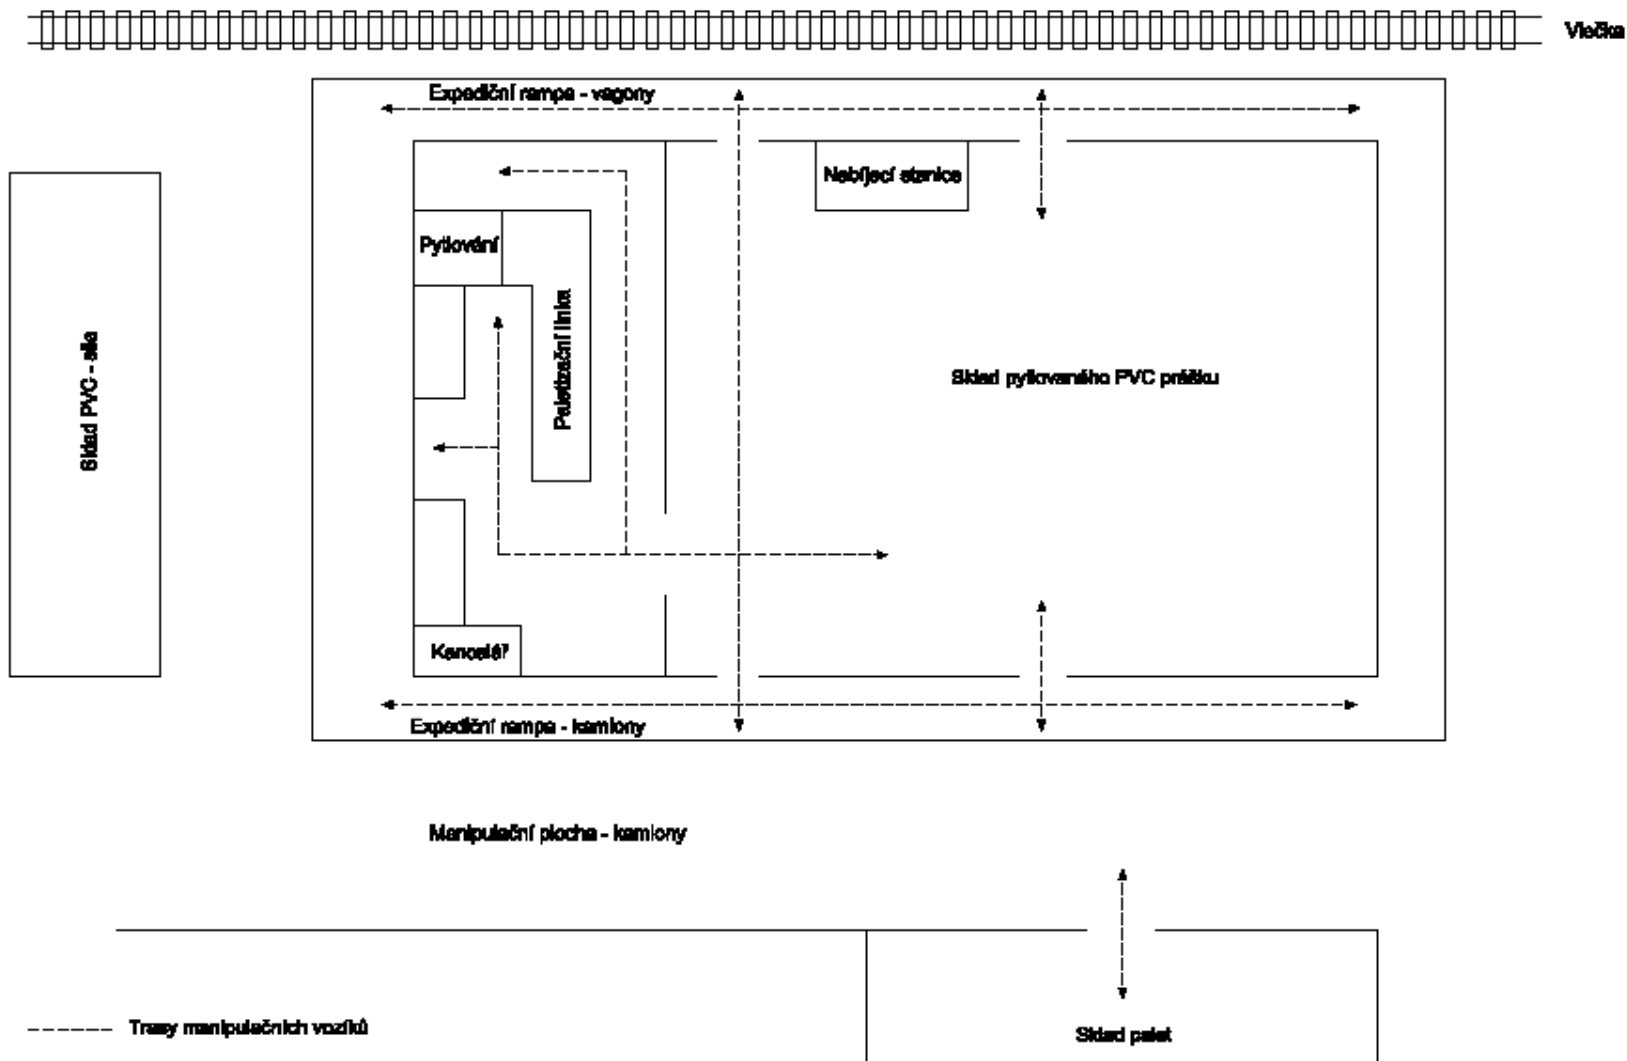 Vlečka
Expediční rampa - vagony
Nabíjecí stanice
Pytlování
Paletizační linka
Sklad PVC - sila
Sklad pytlovaného PVC prášku
Kancelář
Expediční rampa - kamiony
Manipulační plocha - kamiony
Trasy manipulačních vozíků
Sklad palet